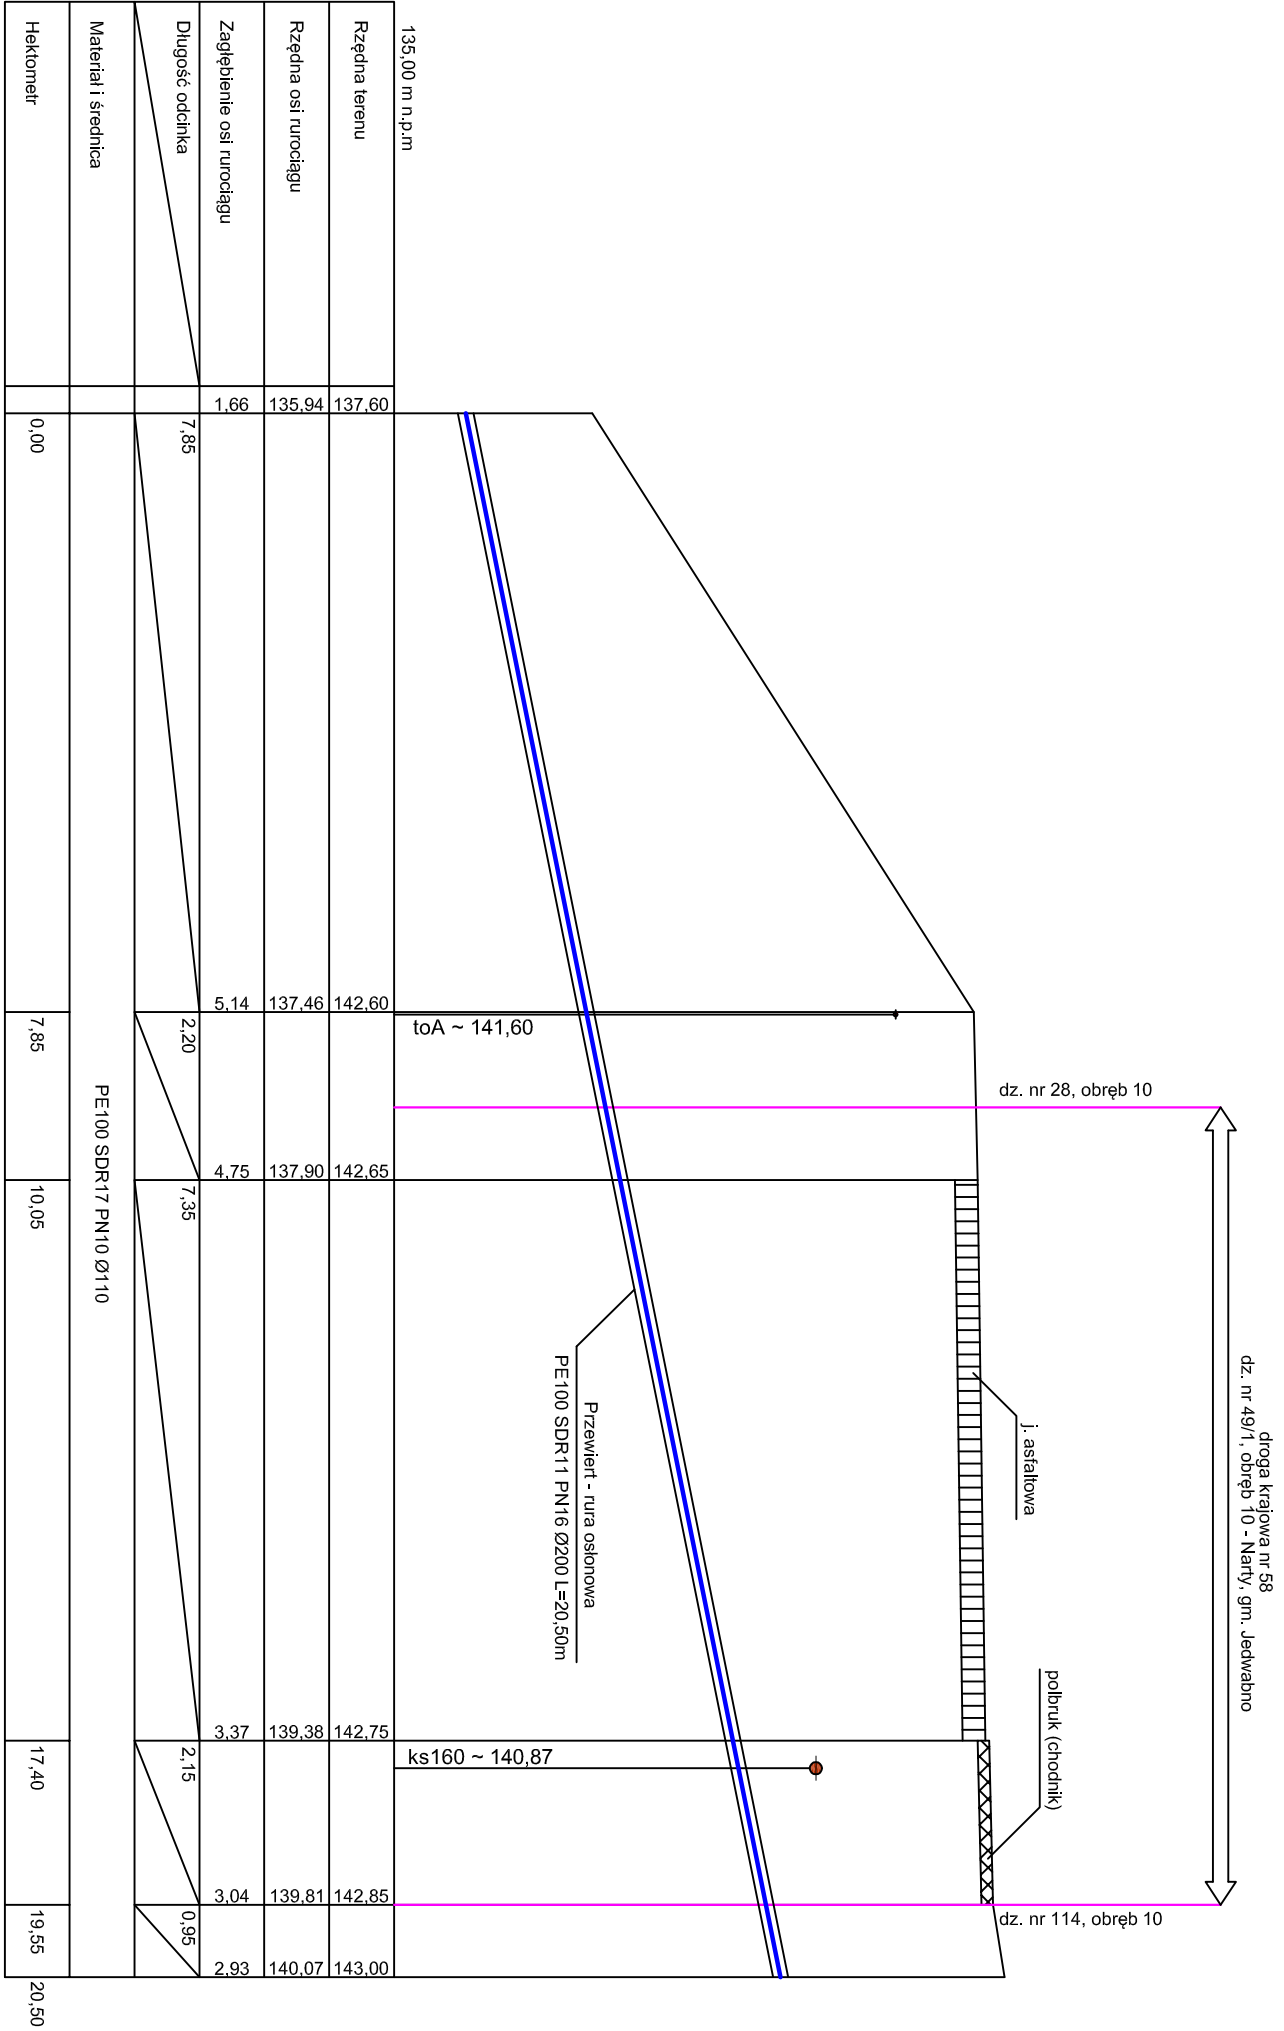 droga krajowa nr 58
dz. nr 49/1, obręb 10 - Narty, gm. Jedwabno
dz. nr 28, obręb 10
dz. nr 114, obręb 10
j. asfaltowa
polbruk (chodnik)
Przewiert - rura osłonowa
PE100 SDR11 PN16 Ø200 L=20,50m
toA ~ 141,60
ks160 ~ 140,87
135,00 m n.p.m
Rzędna terenu
137,60
142,60
142,65
142,75
142,85
143,00
Rzędna osi rurociągu
135,94
137,46
137,90
139,38
139,81
140,07
Zagłębienie osi rurociągu
1,66
5,14
4,75
3,37
3,04
2,93
Długość odcinka
7,85
2,20
7,35
2,15
0,95
Materiał i średnica
PE100 SDR17 PN10 Ø110
Hektometr
0,00
7,85
10,05
17,40
19,55
20,50